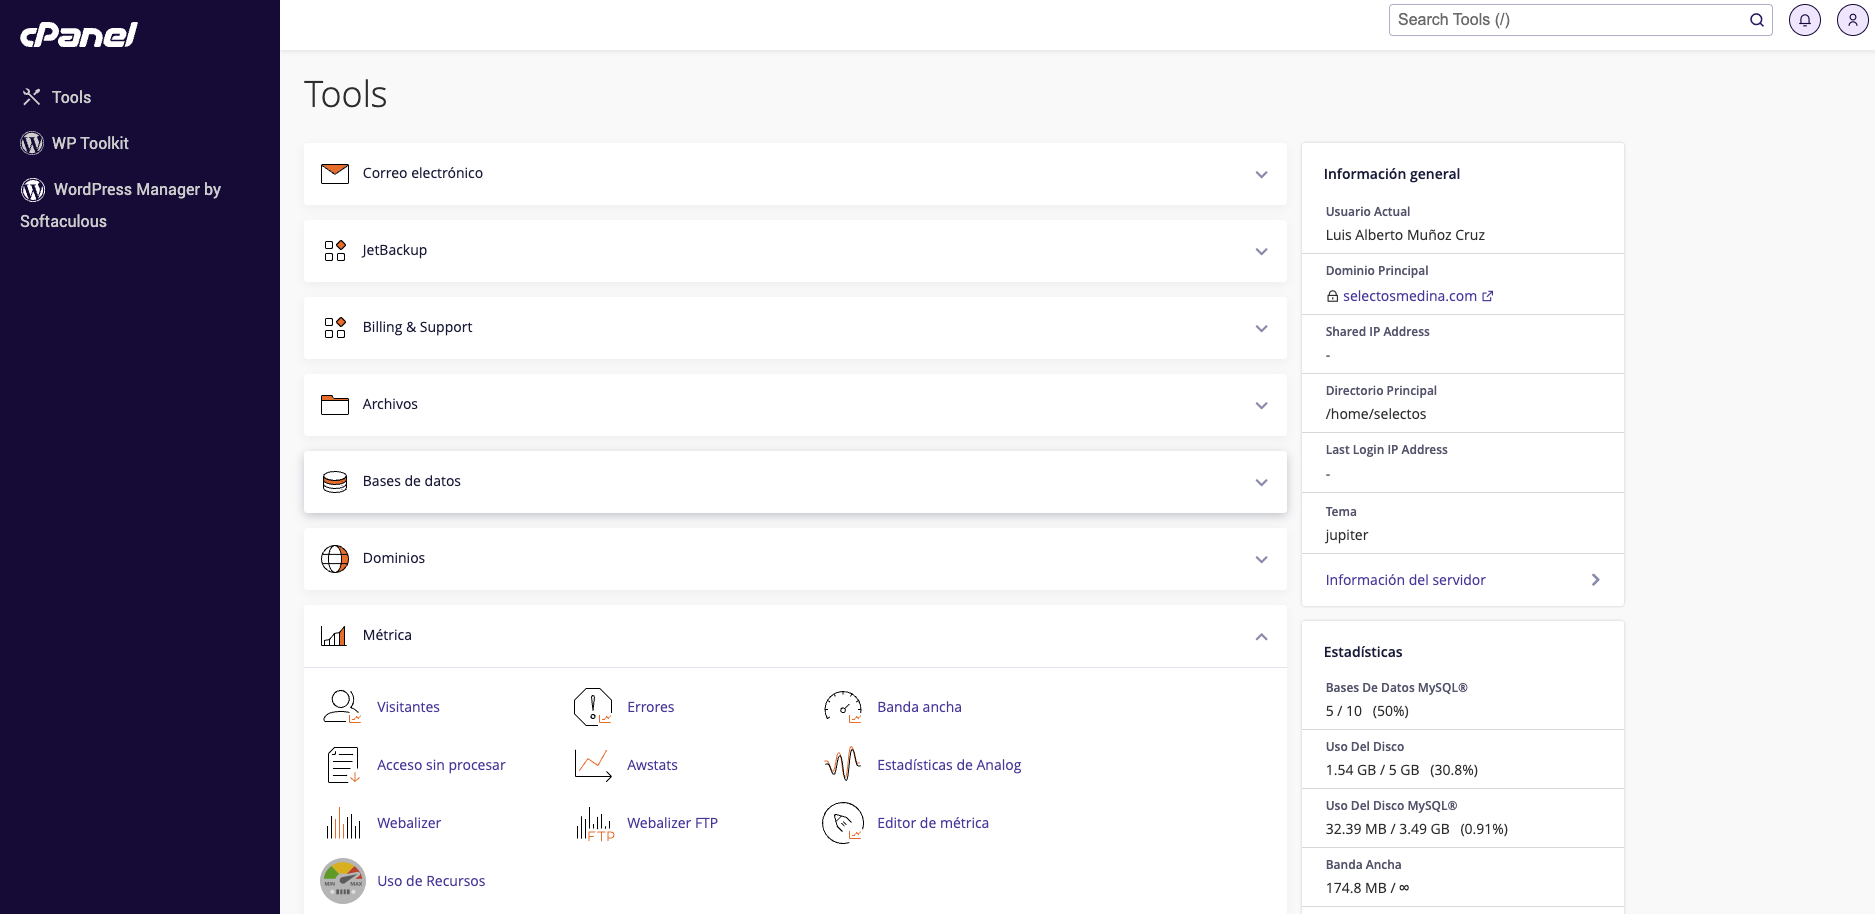 cPanel
Tools
WP Toolkit
WordPress Manager by
Softaculous
Search Tools (/)
Tools
Correo electrónico
JetBackup
Billing & Support
Archivos
Bases de datos
Dominios
Métrica
Visitantes
Errores
Banda ancha
Acceso sin procesar
Awstats
Estadísticas de Analog
Webalizer
FTP
Webalizer FTP
Editor de métrica
MIN MAX
Uso de Recursos
Información general
Usuario Actual
Luis Alberto Muñoz Cruz
Dominio Principal
selectosmedina.com
Shared IP Address
-
Directorio Principal
/home/selectos
Last Login IP Address
-
Tema
jupiter
Información del servidor
Estadísticas
Bases De Datos MySQL®
5 / 10 (50%)
Uso Del Disco
1.54 GB / 5 GB (30.8%)
Uso Del Disco MySQL®
32.39 MB / 3.49 GB (0.91%)
Banda Ancha
174.8 MB / ∞